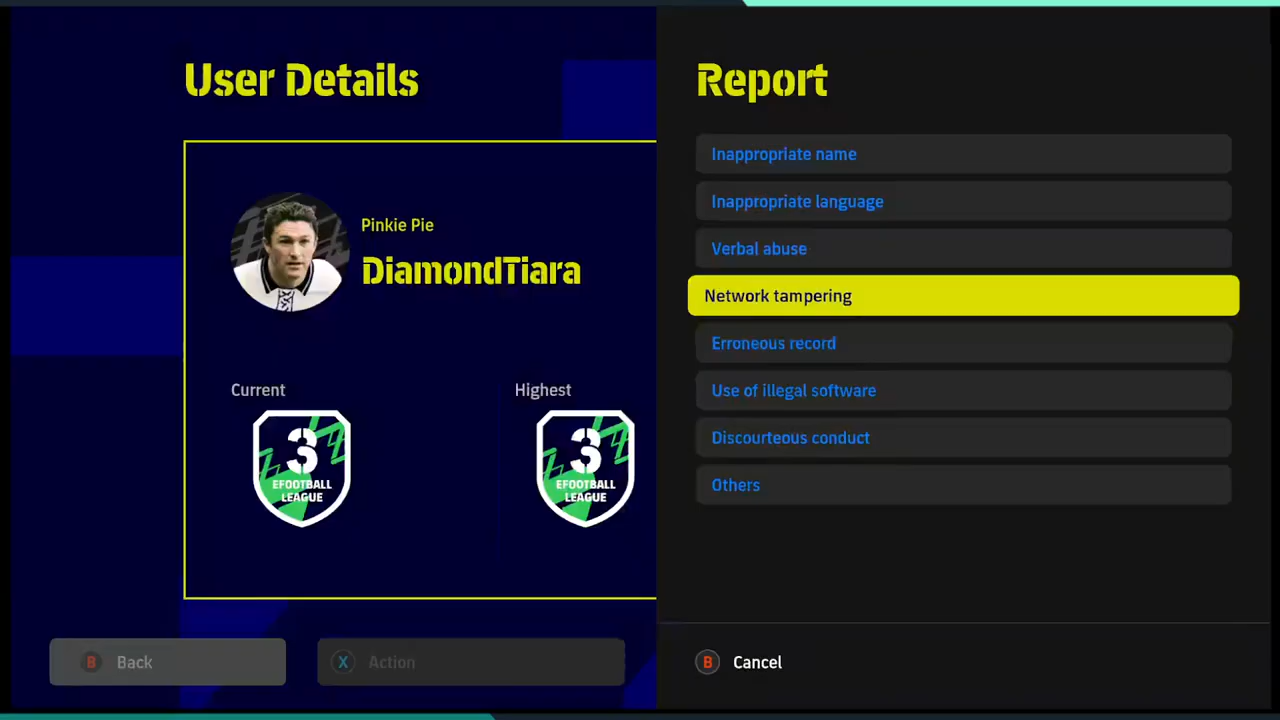 User Details
Pinkie Pie
DiamondTiara
Current
Highest
3
EFOOTBALL
LEAGUE
3
EFOOTBALL
LEAGUE
B Back
X Action
Report
Inappropriate name
Inappropriate language
Verbal abuse
Network tampering
Erroneous record
Use of illegal software
Discourteous conduct
Others
B Cancel